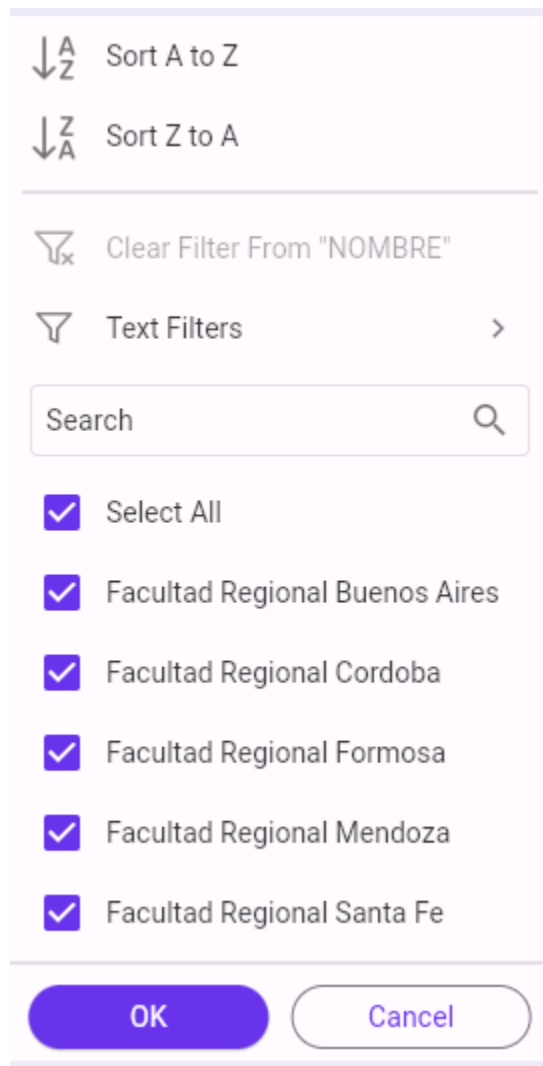 Sort A to Z
Sort Z to A
Clear Filter From "NOMBRE"
Text Filters
Search
Select All
Facultad Regional Buenos Aires
Facultad Regional Cordoba
Facultad Regional Formosa
Facultad Regional Mendoza
Facultad Regional Santa Fe
OK Cancel